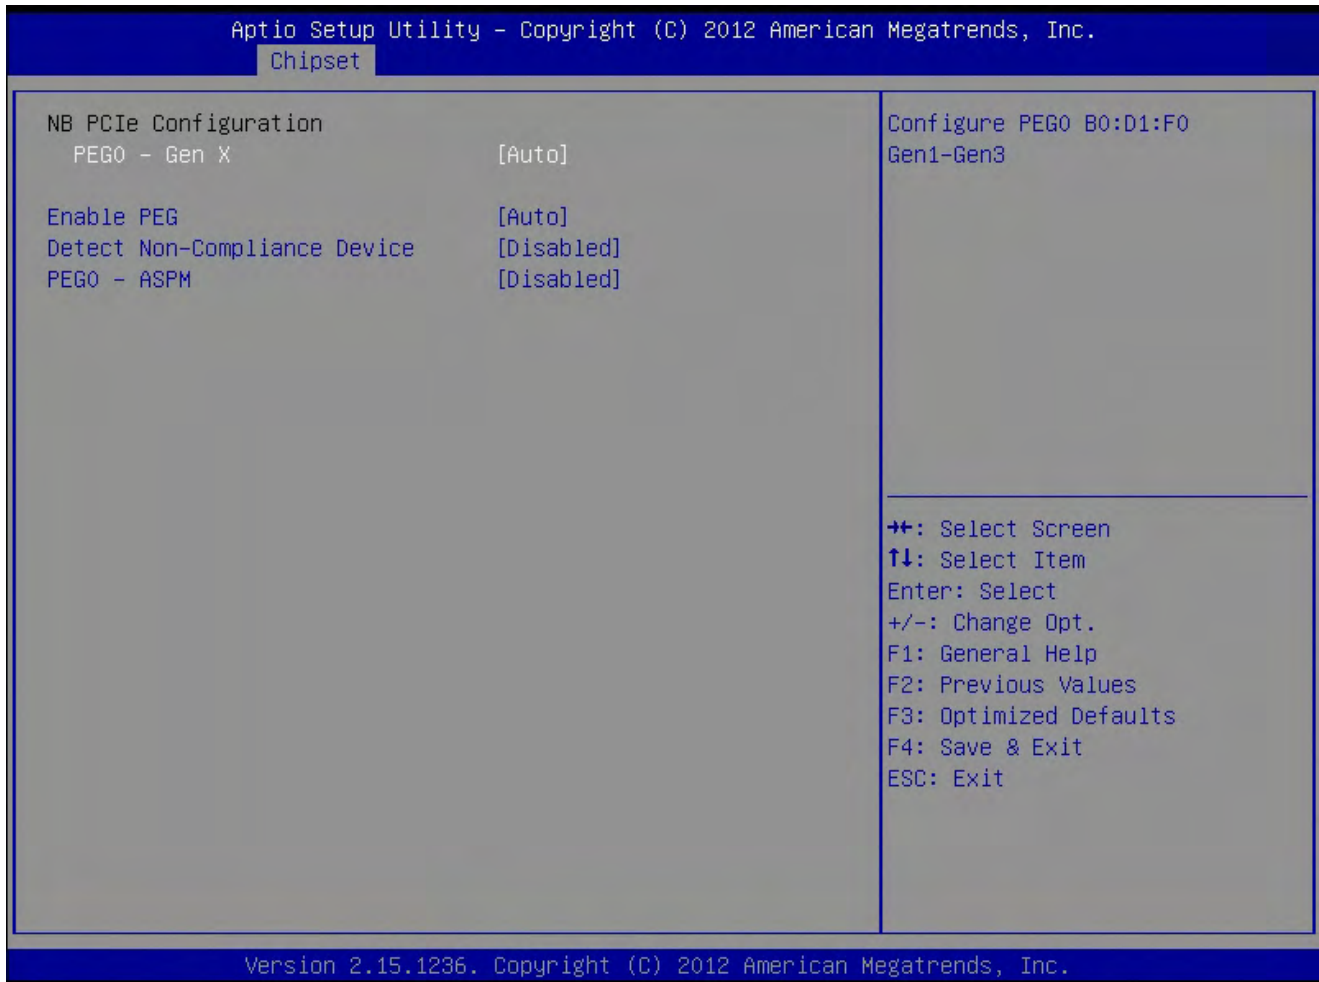 Aptio Setup Utility – Copyright (C) 2012 American Megatrends, Inc.
Chipset
NB PCIe Configuration
PEG0 – Gen X [Auto]
Enable PEG [Auto]
Detect Non-Compliance Device [Disabled]
PEG0 – ASPM [Disabled]
Configure PEG0 B0:D1:F0
Gen1-Gen3
→←: Select Screen
↑↓: Select Item
Enter: Select
+/-: Change Opt.
F1: General Help
F2: Previous Values
F3: Optimized Defaults
F4: Save & Exit
ESC: Exit
Version 2.15.1236. Copyright (C) 2012 American Megatrends, Inc.